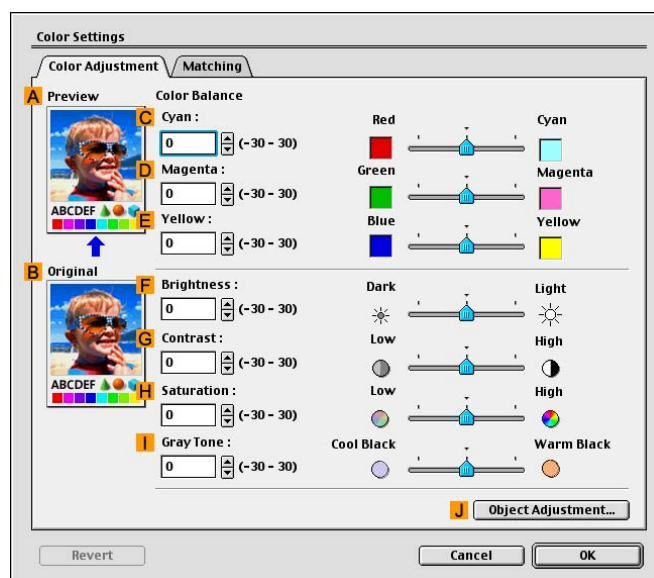 Color Settings
Color Adjustment Matching
A Preview
Color Balance
C Cyan :
0 (-30 - 30)
Red Cyan
D Magenta :
0 (-30 - 30)
Green Magenta
E Yellow :
0 (-30 - 30)
Blue Yellow
ABCDEF
B Original
ABCDEF
F Brightness :
0 (-30 - 30)
Dark Light
G Contrast :
0 (-30 - 30)
Low High
H Saturation :
0 (-30 - 30)
Low High
I Gray Tone :
0 (-30 - 30)
Cool Black Warm Black
J Object Adjustment...
Revert Cancel OK